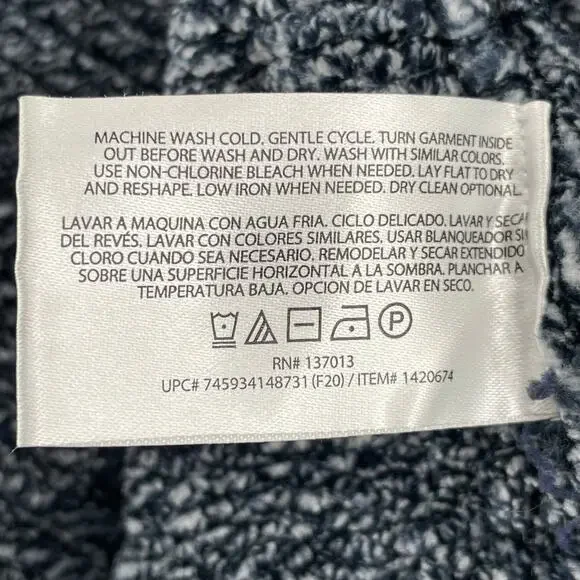 MACHINE WASH COLD. GENTLE CYCLE. TURN GARMENT INSIDE
OUT BEFORE WASH AND DRY. WASH WITH SIMILAR COLORS.
USE NON-CHLORINE BLEACH WHEN NEEDED. LAY FLAT TO DRY
AND RESHAPE. LOW IRON WHEN NEEDED. DRY CLEAN OPTIONAL
LAVAR A MAQUINA CON AGUA FRIA. CICLO DELICADO. LAVAR Y SECAR
DEL REVÉS. LAVAR CON COLORES SIMILARES. USAR BLANQUEADOR
CLORO CUANDO SEA NECESARIO. REMODELAR Y SECAR EXTENDIDO
SOBRE UNA SUPERFICIE HORIZONTAL A LA SOMBRA. PLANCHAR A
TEMPERATURA BAJA. OPCION DE LAVAR EN SECO.
P
RN# 137013
UPC# 745934148731 (F20) / ITEM# 1420674